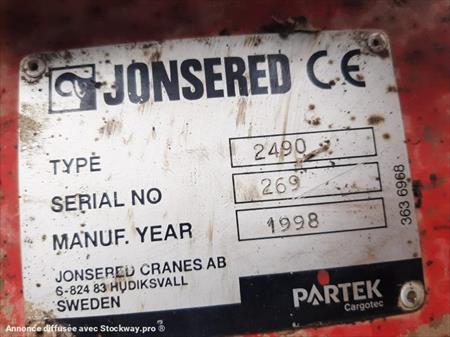 JONSERED CE
TYPE 2490
SERIAL NO 269
MANUF. YEAR 1998
363 6968
JONSERED CRANES AB
S-824 83 HUDIKSVALL
SWEDEN
PARTEK
Cargotec
Annonce diffusée avec Stockway.pro ®